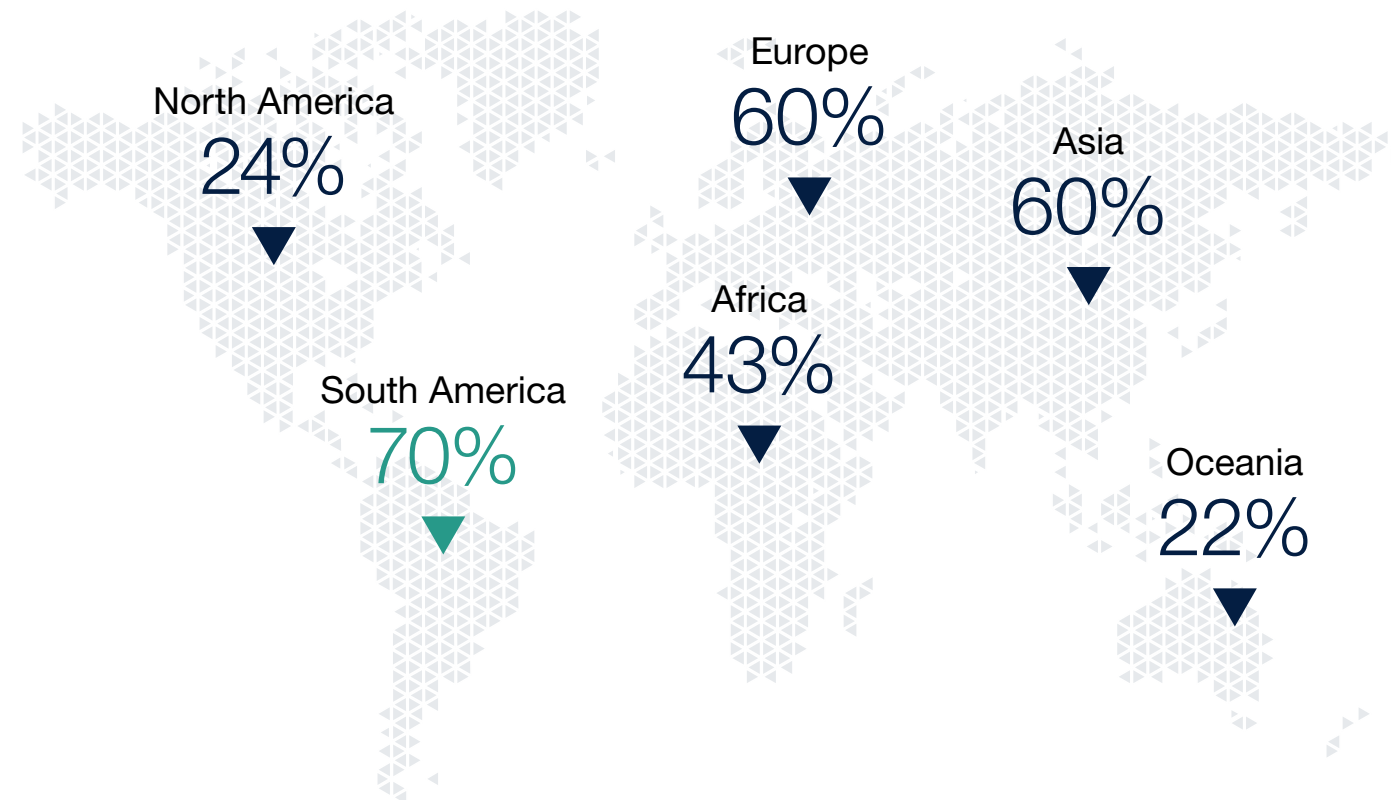 North America
24%
Europe
60%
Asia
60%
Africa
43%
South America
70%
Oceania
22%